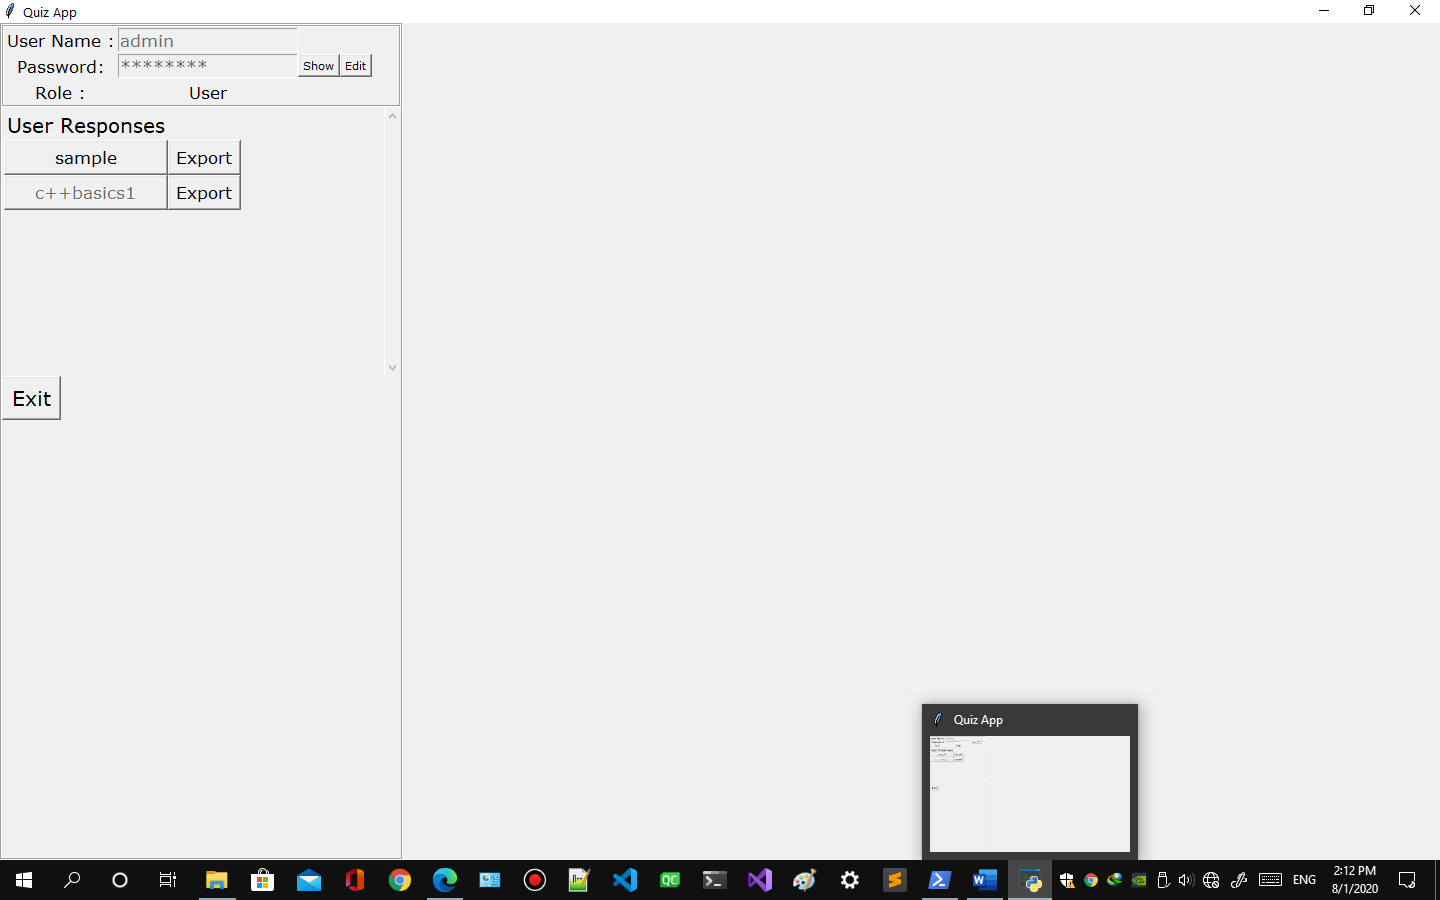 Quiz App
User Name : admin
Password: ******** Show Edit
Role : User
User Responses
sample Export
c++basics1 Export
Exit
Quiz App
QC
W
ENG
2:12 PM
8/1/2020